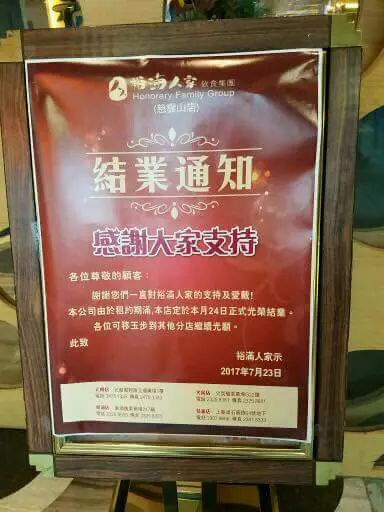 裕滿人家 飲食集團
Honorary Family Group
結業通知
感謝大家支持
各位尊敬的顧客：
謝謝您們一直對裕滿人家的支持及愛戴!
本公司由於租約期滿,本店定於本月24日正式光榮結業。
各位可移玉步到其他分店繼續光顧。
此致
裕滿人家示
2017年7月23日